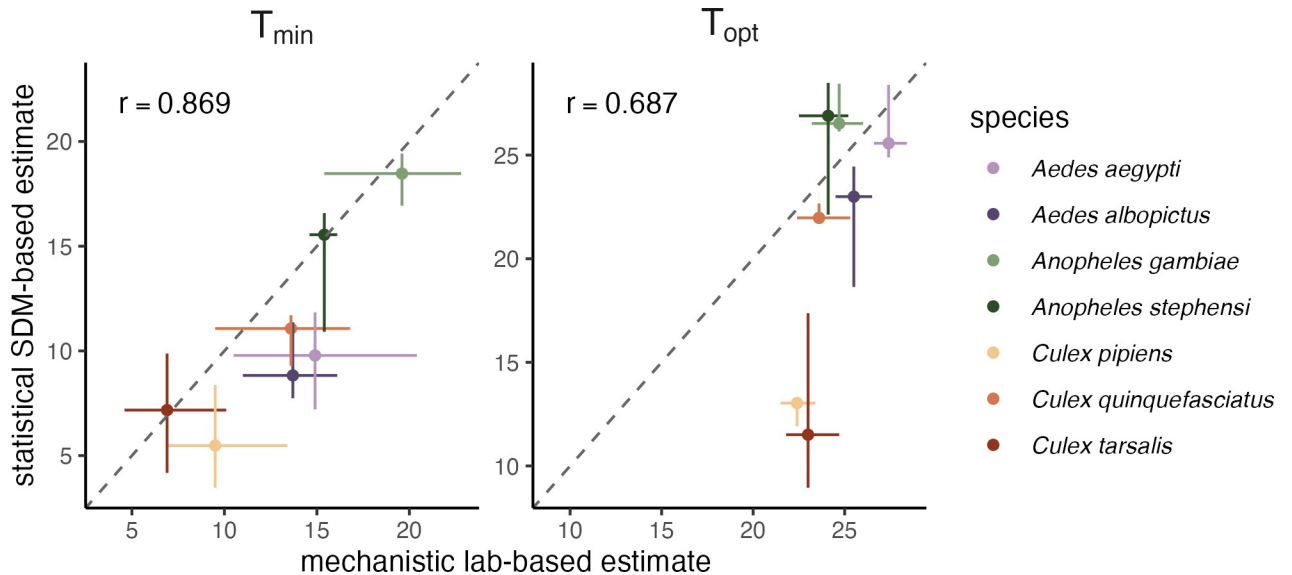 Tmin
Topt
r = 0.869
r = 0.687
statistical SDM-based estimate
20
15
10
5
25
20
15
10
5
10
15
20
10
15
20
25
mechanistic lab-based estimate
species
Aedes aegypti
Aedes albopictus
Anopheles gambiae
Anopheles stephensi
Culex pipiens
Culex quinquefasciatus
Culex tarsalis